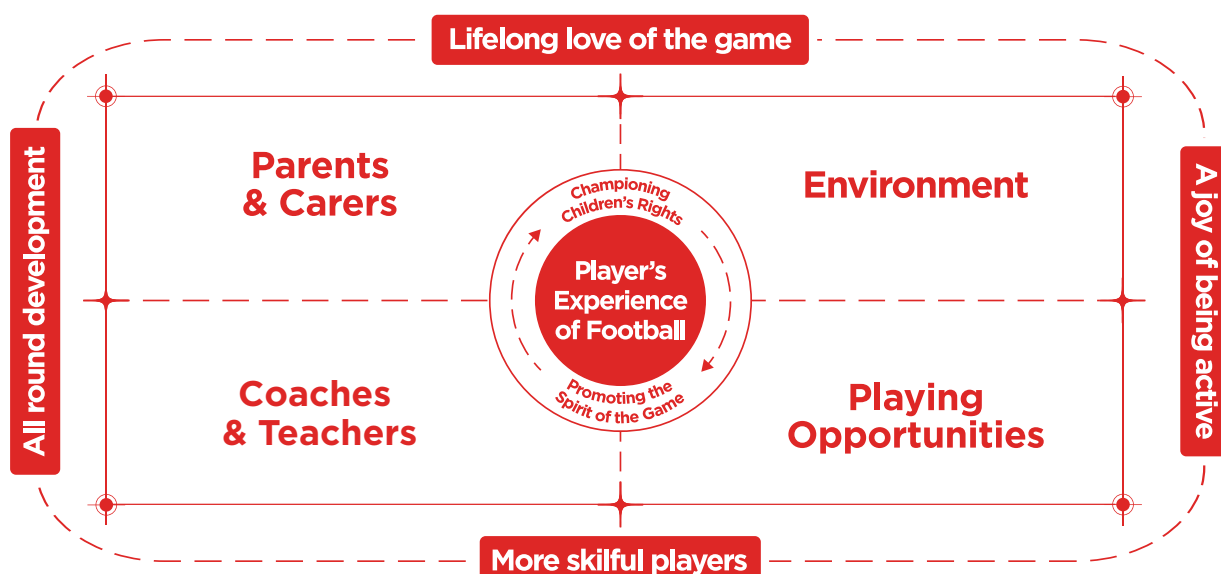 Lifelong love of the game
All round development
Parents
& Carers
Environment
A joy of being active
Championing
Children's Rights
Player's
Experience
of Football
Promoting the
Spirit of the Game
Coaches
& Teachers
Playing
Opportunities
More skilful players